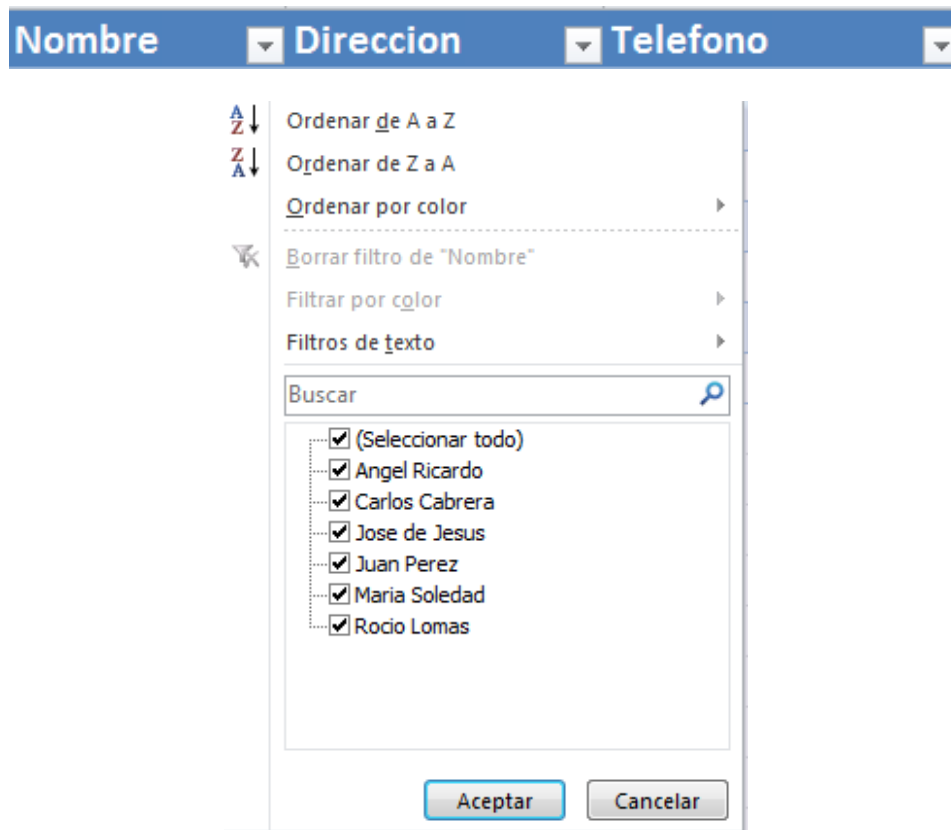 Nombre Direccion Telefono
Ordenar de A a Z
Ordenar de Z a A
Ordenar por color
Borrar filtro de "Nombre"
Filtrar por color
Filtros de texto
Buscar
(Seleccionar todo)
Angel Ricardo
Carlos Cabrera
Jose de Jesus
Juan Perez
Maria Soledad
Rocio Lomas
Aceptar Cancelar